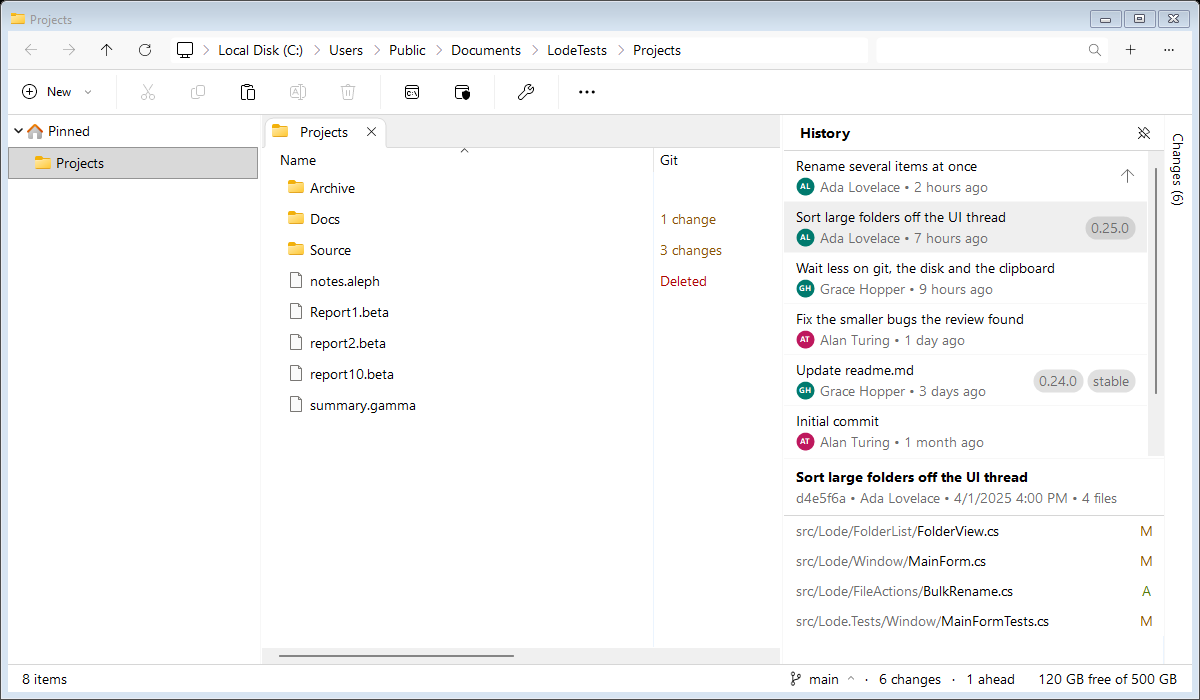 Projects
Local Disk (C:) Users Public Documents LodeTests Projects
New
Pinned
Projects
Projects
Name Git
Archive
Docs 1 change
Source 3 changes
notes.aleph Deleted
Report1.beta
report2.beta
report10.beta
summary.gamma
History
Rename several items at once
AL Ada Lovelace • 2 hours ago
Sort large folders off the UI thread
AL Ada Lovelace • 7 hours ago 0.25.0
Wait less on git, the disk and the clipboard
GH Grace Hopper • 9 hours ago
Fix the smaller bugs the review found
AT Alan Turing • 1 day ago
Update readme.md
GH Grace Hopper • 3 days ago 0.24.0 stable
Initial commit
AT Alan Turing • 1 month ago
Sort large folders off the UI thread
d4e5f6a • Ada Lovelace • 4/1/2025 4:00 PM • 4 files
src/Lode/FolderList/FolderView.cs M
src/Lode/Window/MainForm.cs M
src/Lode/FileActions/BulkRename.cs A
src/Lode.Tests/Window/MainFormTests.cs M
Changes (6)
8 items main · 6 changes · 1 ahead 120 GB free of 500 GB